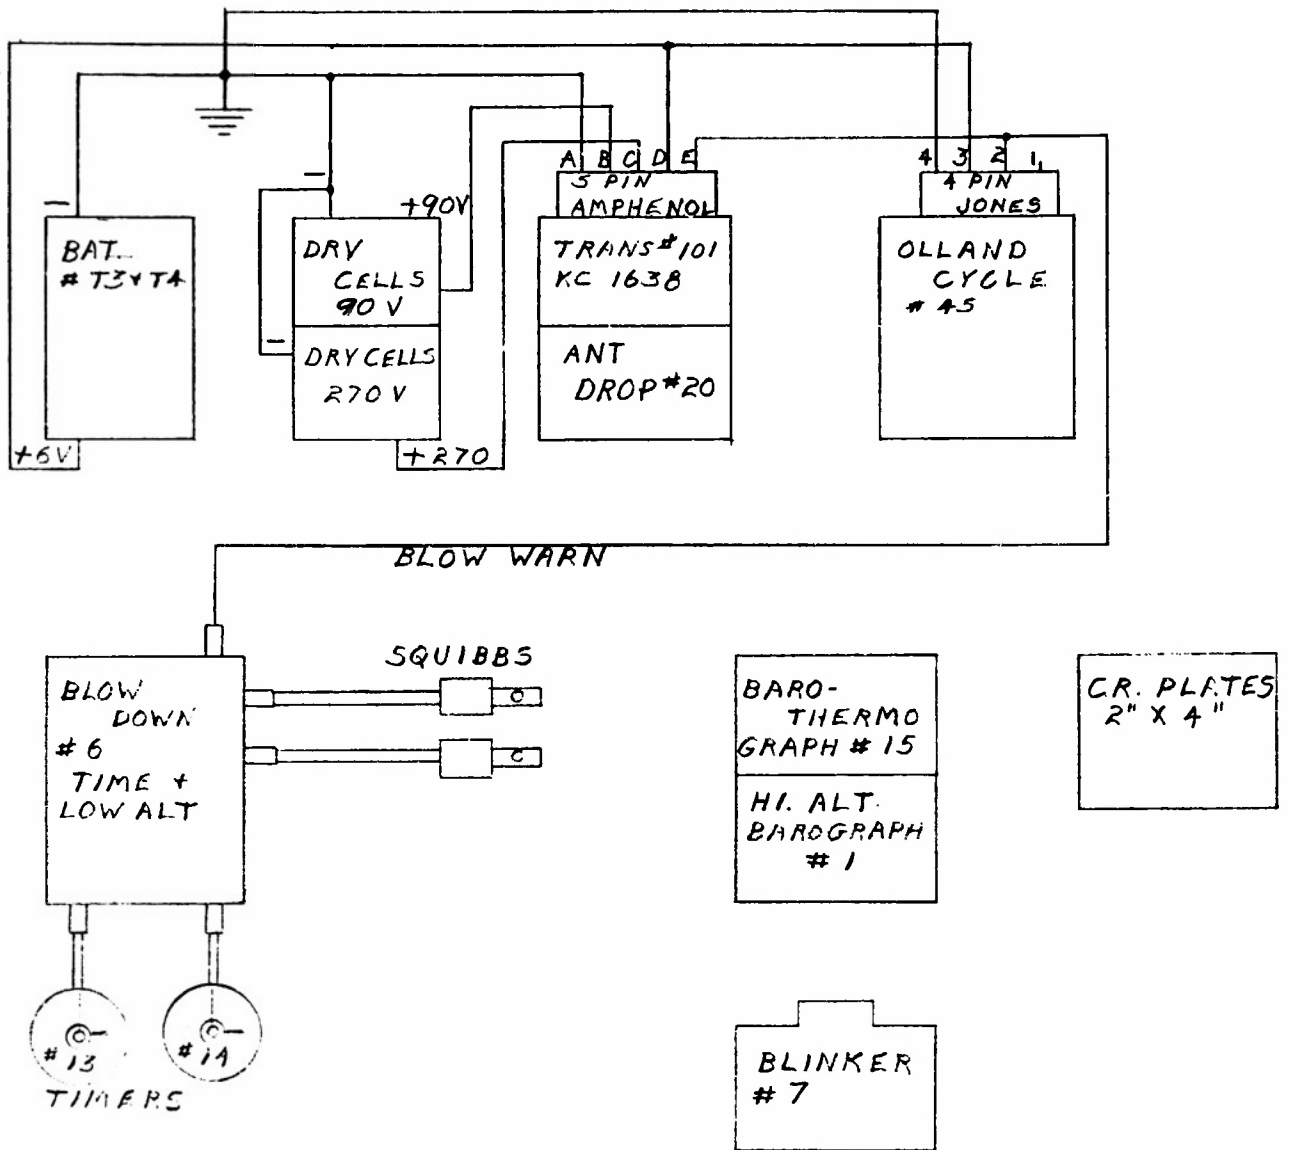 A B C D E
4 3 2 1
5 PIN
AMPHENOL
4 PIN
JONES
−
BAT.
# T3 + T4
+6V
−
+90V
DRY
CELLS
90 V
−
DRY CELLS
270 V
+270
TRANS #101
KC 1638
ANT
DROP #20
OLLAND
CYCLE
# 45
BLOW WARN
SQUIBBS
BLOW
DOWN
# 6
TIME +
LOW ALT
BARO-
THERMO
GRAPH # 15
HI. ALT.
BAROGRAPH
# 1
C.R. PLATES
2" X 4"
# 13
# 14
TIMERS
BLINKER
# 7